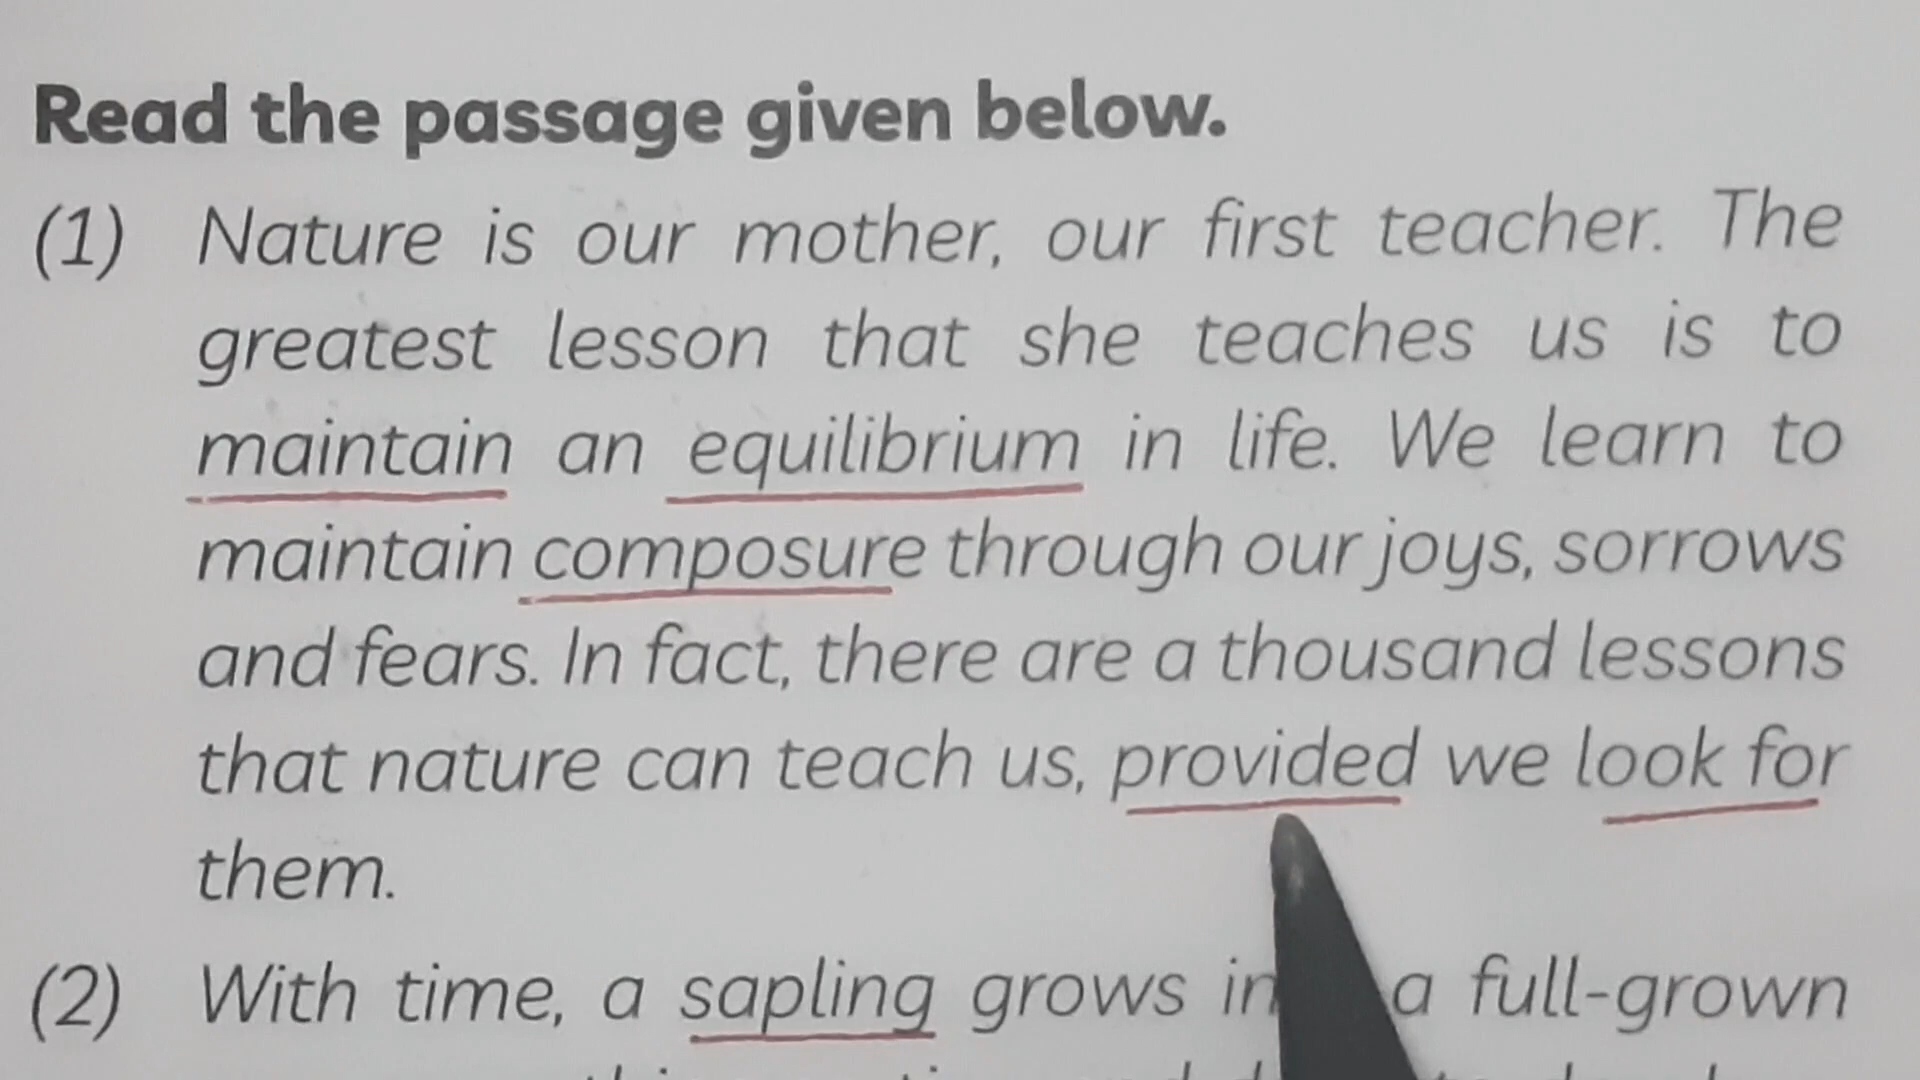 Read the passage given below.
(1) Nature is our mother, our first teacher. The
greatest lesson that she teaches us is to
maintain an equilibrium in life. We learn to
maintain composure through our joys, sorrows
and fears. In fact, there are a thousand lessons
that nature can teach us, provided we look for
them.
(2) With time, a sapling grows a full-grown